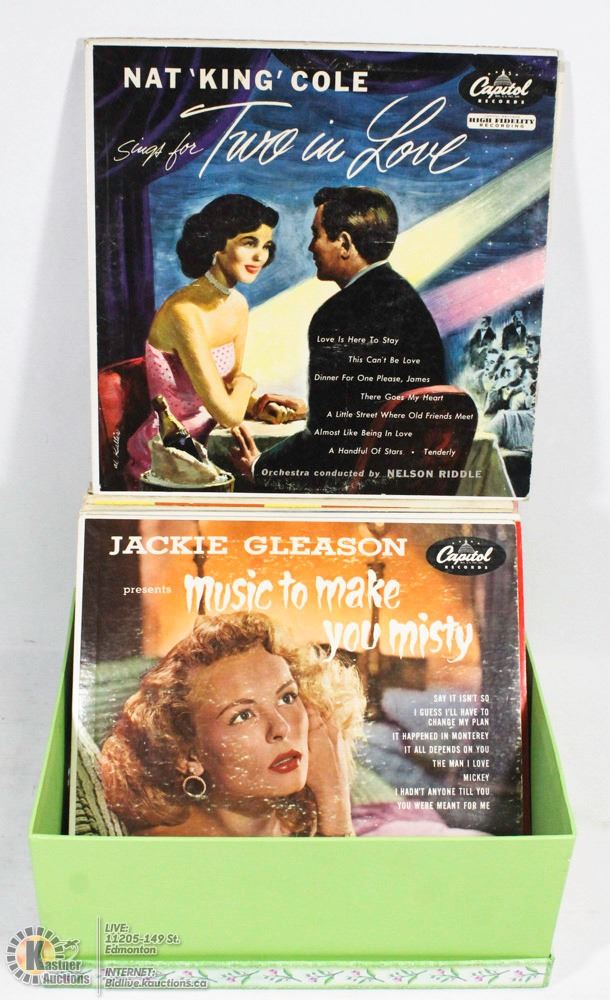 NAT 'KING' COLE
Capitol
RECORDS
HIGH FIDELITY
RECORDING
Sings for Two in Love
Love Is Here To Stay
This Can't Be Love
Dinner For One Please, James
There Goes My Heart
A Little Street Where Old Friends Meet
Almost Like Being In Love
A Handful Of Stars • Tenderly
Orchestra conducted by NELSON RIDDLE
JACKIE GLEASON
Capitol
RECORDS
presents music to make
you misty
SAY IT ISN'T SO
I GUESS I'LL HAVE TO
CHANGE MY PLAN
IT HAPPENED IN MONTEREY
IT ALL DEPENDS ON YOU
THE MAN I LOVE
MICKEY
I HADN'T ANYONE TILL YOU
YOU WERE MEANT FOR ME
K
Kastner
Auctions
LIVE:
11205-149 St.
Edmonton
INTERNET:
Bidlive.kauctions.ca